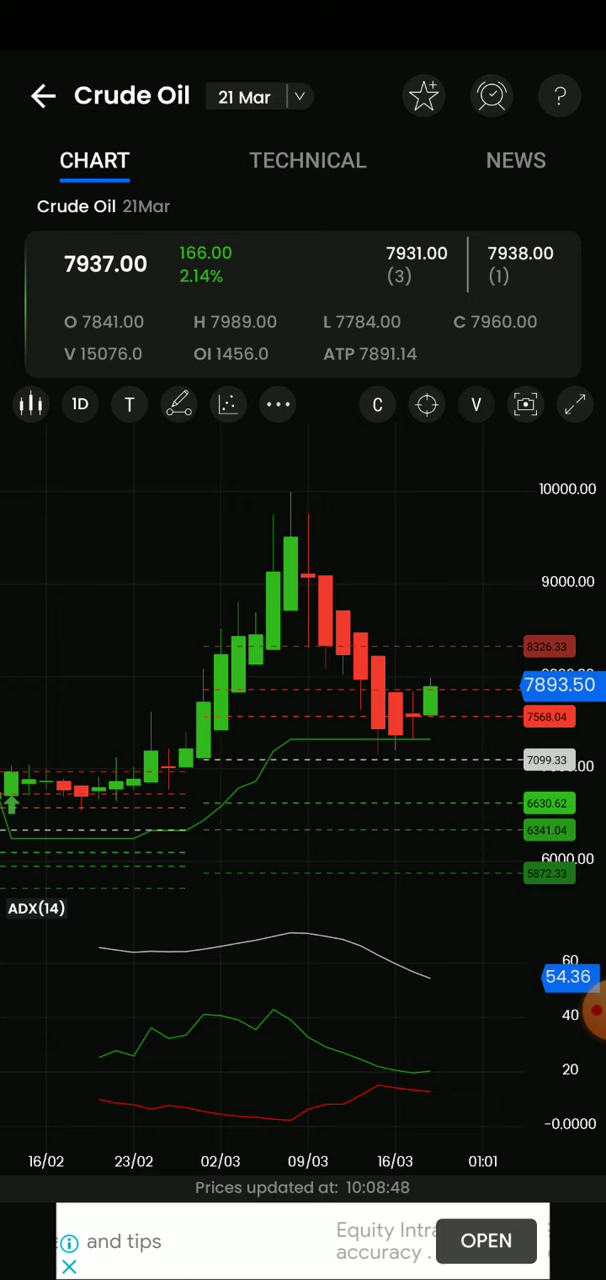 Crude Oil 21 Mar ?
CHART TECHNICAL NEWS
Crude Oil 21Mar
7937.00 166.00 2.14% 7931.00 (3) 7938.00 (1)
O 7841.00 H 7989.00 L 7784.00 C 7960.00
V 15076.0 OI 1456.0 ATP 7891.14
1D T C V
10000.00
9000.00
8326.33
7893.50
7568.04
7099.33
6630.62
6341.04
6000.00
5872.33
ADX(14)
60
54.36
40
20
-0.0000
16/02 23/02 02/03 09/03 16/03 01:01
Prices updated at: 10:08:48
and tips
Equity Intra
accuracy .
OPEN